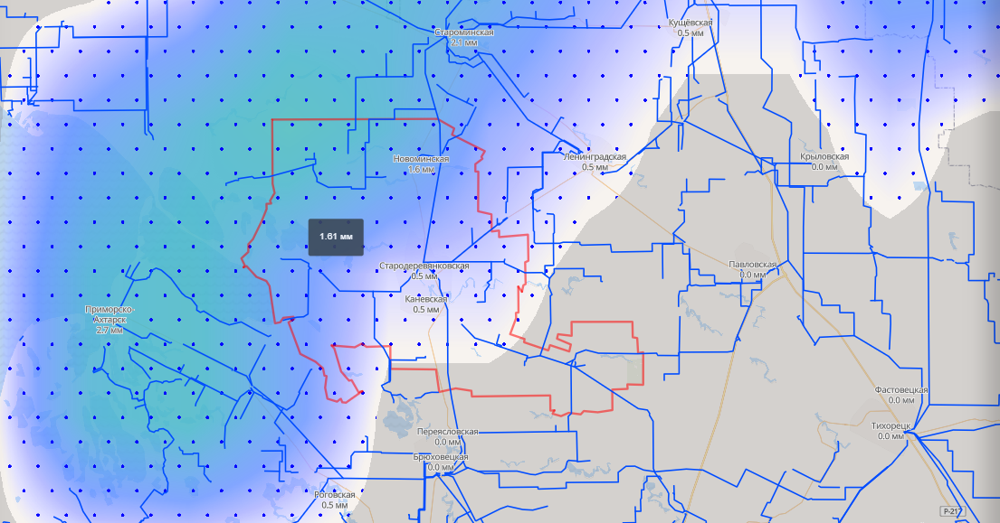 Кущёвская
0.5 мм
Староминская
2.1 мм
Новоминская
1.6 мм
Ленинградская
0.5 мм
Крыловская
0.0 мм
1.61 мм
Стародеревянковская
0.5 мм
Павловская
0.0 мм
Каневская
0.5 мм
Приморско-
Ахтарск
2.7 мм
Фастовецкая
0.0 мм
Тихорецк
0.0 мм
Переясловская
0.0 мм
Брюховецкая
0.0 мм
Роговская
0.5 мм
Р-217